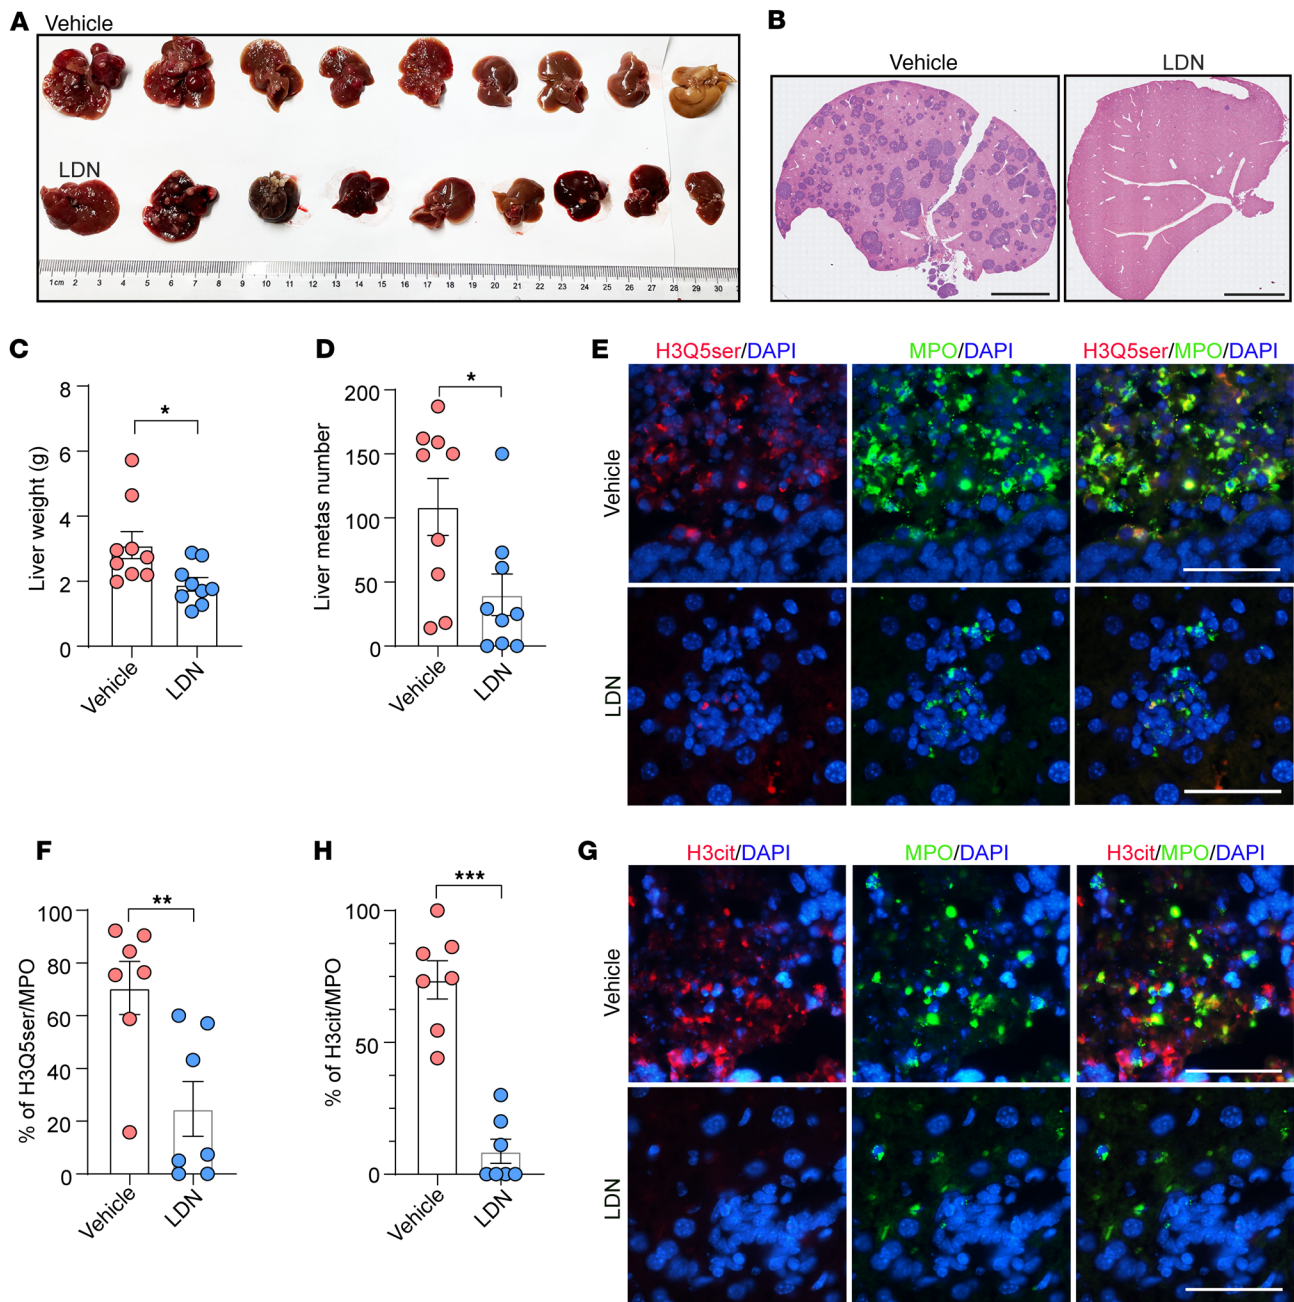 A
Vehicle
LDN
1cm 2 3 4 5 6 7 8 9 10 11 12 13 14 15 16 17 18 19 20 21 22 23 24 25 26 27 28 29 30
B
Vehicle
LDN
C
Liver weight (g)
8
6
4
2
0
*
Vehicle
LDN
D
Liver metas number
200
150
100
50
0
*
Vehicle
LDN
E
H3Q5ser/DAPI
MPO/DAPI
H3Q5ser/MPO/DAPI
Vehicle
LDN
F
% of H3Q5ser/MPO
100
80
60
40
20
0
**
Vehicle
LDN
H
% of H3cit/MPO
100
50
0
***
Vehicle
LDN
G
H3cit/DAPI
MPO/DAPI
H3cit/MPO/DAPI
Vehicle
LDN